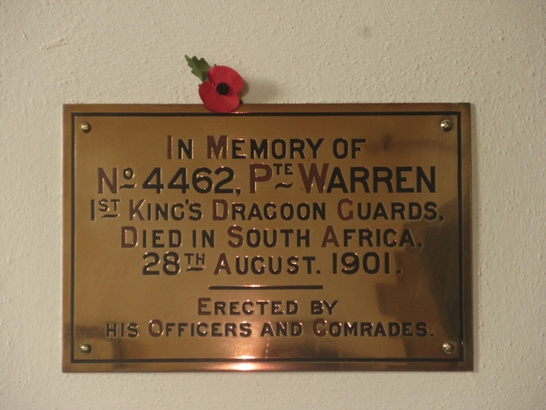 IN MEMORY OF
Nº 4462, PTE WARREN
1ST KING'S DRAGOON GUARDS,
DIED IN SOUTH AFRICA,
28TH AUGUST. 1901.
ERECTED BY
HIS OFFICERS AND COMRADES.